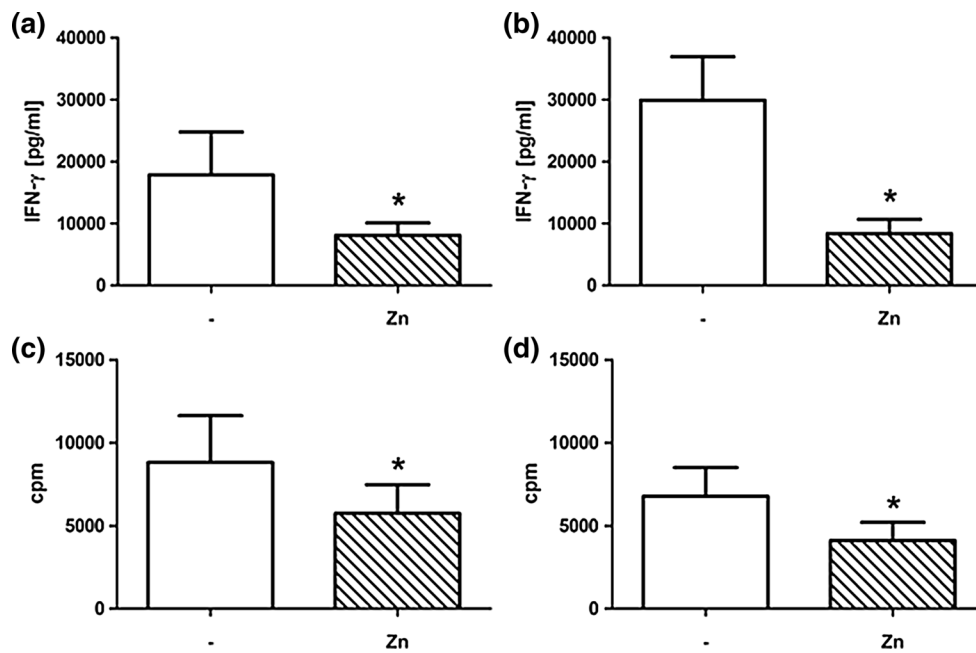 (a)
40000
30000
20000
10000
0
IFN-γ [pg/ml]
*
- Zn
(b)
40000
30000
20000
10000
0
IFN-γ [pg/ml]
*
- Zn
(c)
15000
10000
5000
0
cpm
*
- Zn
(d)
15000
10000
5000
0
cpm
*
- Zn